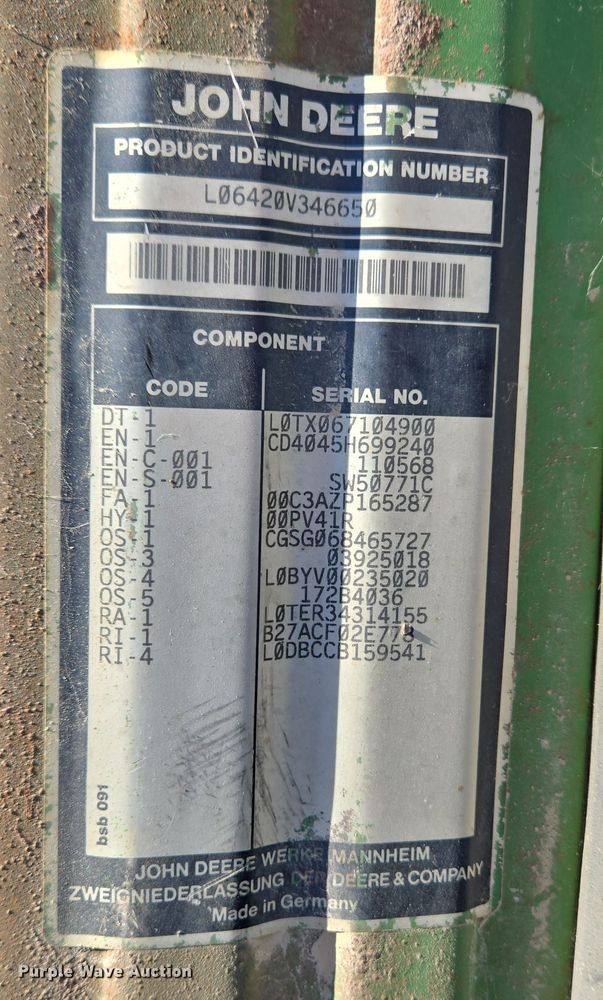 JOHN DEERE
PRODUCT IDENTIFICATION NUMBER
L06420V346650
COMPONENT
CODE SERIAL NO.
DT-1 L0TX067104900
EN-1 CD4045H699240
EN-C-001 110568
EN-S-001 SW50771C
FA-1 00C3AZP165287
HY-1 00PV41R
OS-1 CGSG068465727
OS-3 03925018
OS-4 L0BYV00235020
OS-5 172B4036
RA-1 L0TER34314155
RI-1 B27ACF02E778
RI-4 L0DBCCB159541
bsb 091
JOHN DEERE WERKE MANNHEIM
ZWEIGNIEDERLASSUNG DER DEERE & COMPANY
Made in Germany
Purple Wave Auction